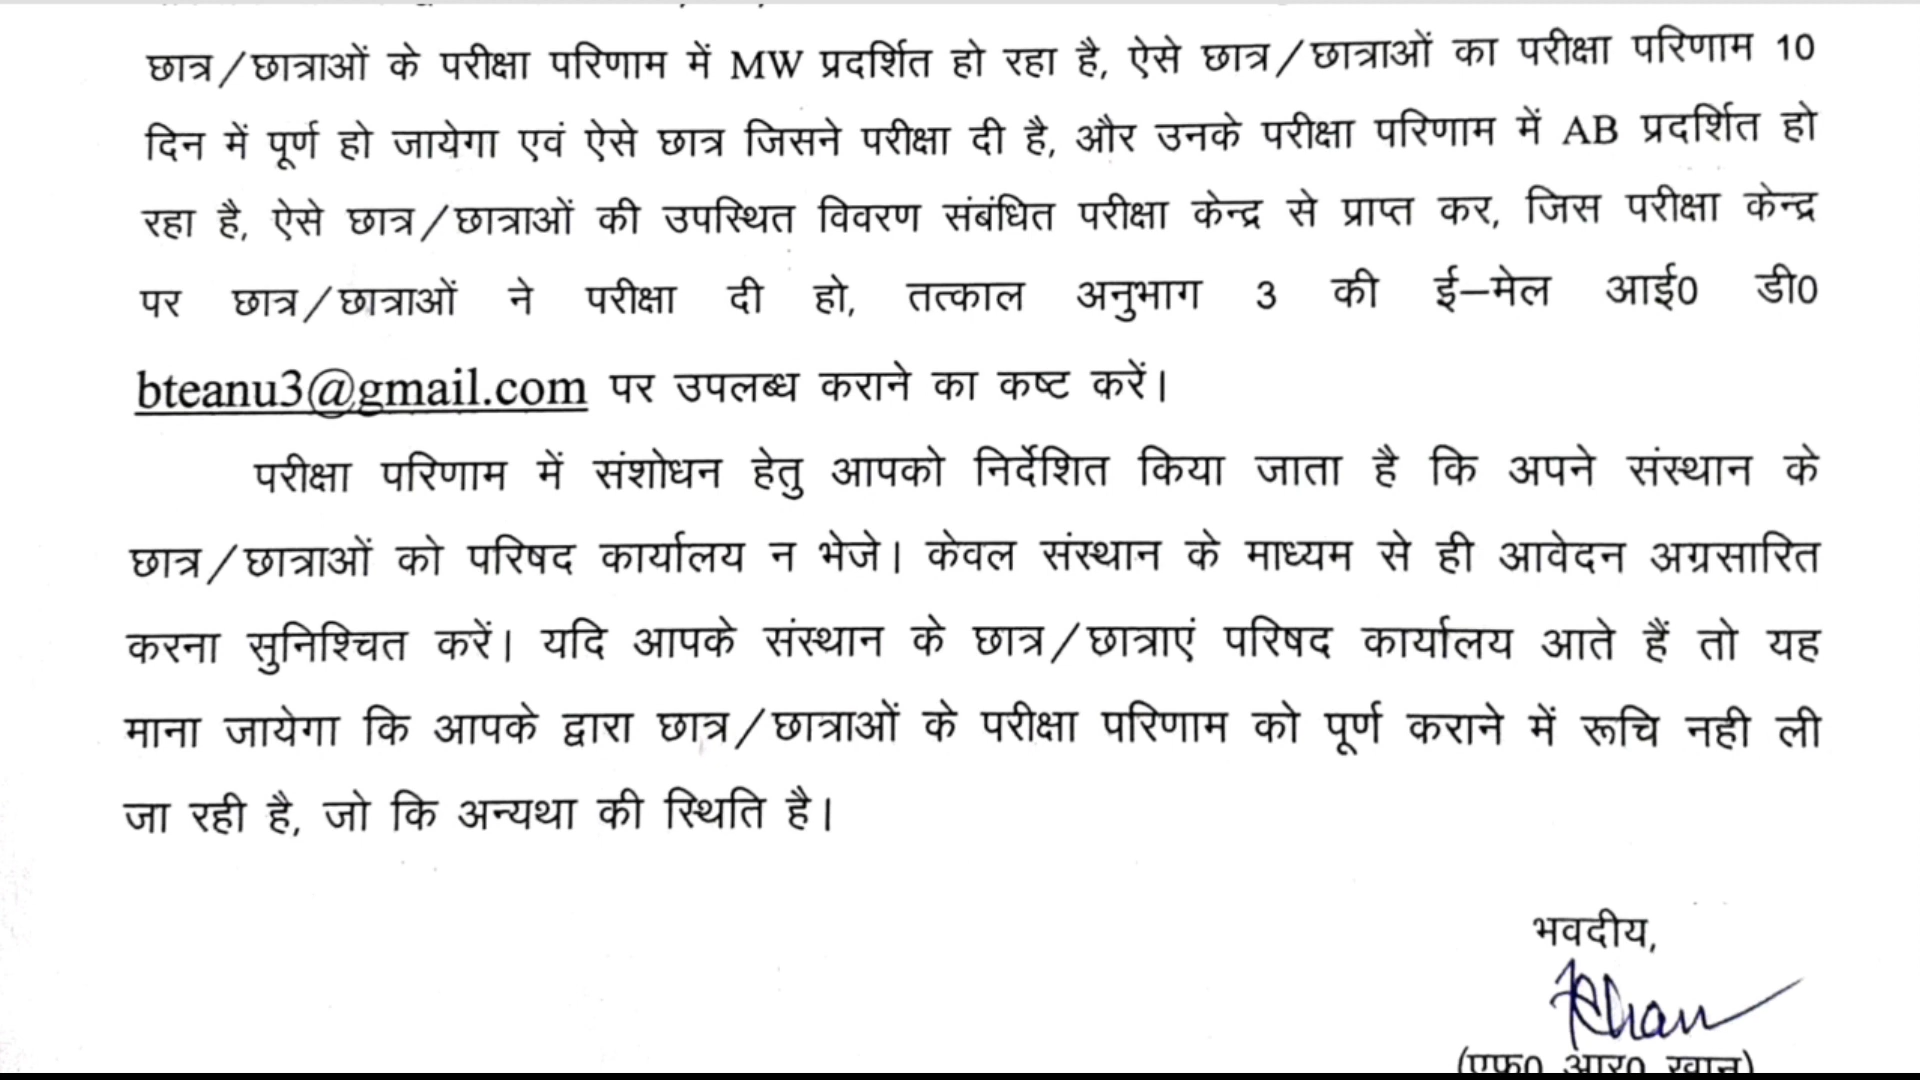 छात्र/छात्राओं के परीक्षा परिणाम में MW प्रदर्शित हो रहा है, ऐसे छात्र/छात्राओं का परीक्षा परिणाम 10
दिन में पूर्ण हो जायेगा एवं ऐसे छात्र जिसने परीक्षा दी है, और उनके परीक्षा परिणाम में AB प्रदर्शित हो
रहा है, ऐसे छात्र/छात्राओं की उपस्थित विवरण संबंधित परीक्षा केन्द्र से प्राप्त कर, जिस परीक्षा केन्द्र
पर छात्र/छात्राओं ने परीक्षा दी हो, तत्काल अनुभाग 3 की ई–मेल आई0 डी0
bteanu3@gmail.com पर उपलब्ध कराने का कष्ट करें।
परीक्षा परिणाम में संशोधन हेतु आपको निर्देशित किया जाता है कि अपने संस्थान के
छात्र/छात्राओं को परिषद कार्यालय न भेजे। केवल संस्थान के माध्यम से ही आवेदन अग्रसारित
करना सुनिश्चित करें। यदि आपके संस्थान के छात्र/छात्राएं परिषद कार्यालय आते हैं तो यह
माना जायेगा कि आपके द्वारा छात्र/छात्राओं के परीक्षा परिणाम को पूर्ण कराने में रूचि नही ली
जा रही है, जो कि अन्यथा की स्थिति है।
भवदीय,
(एफ0 आर0 खान)